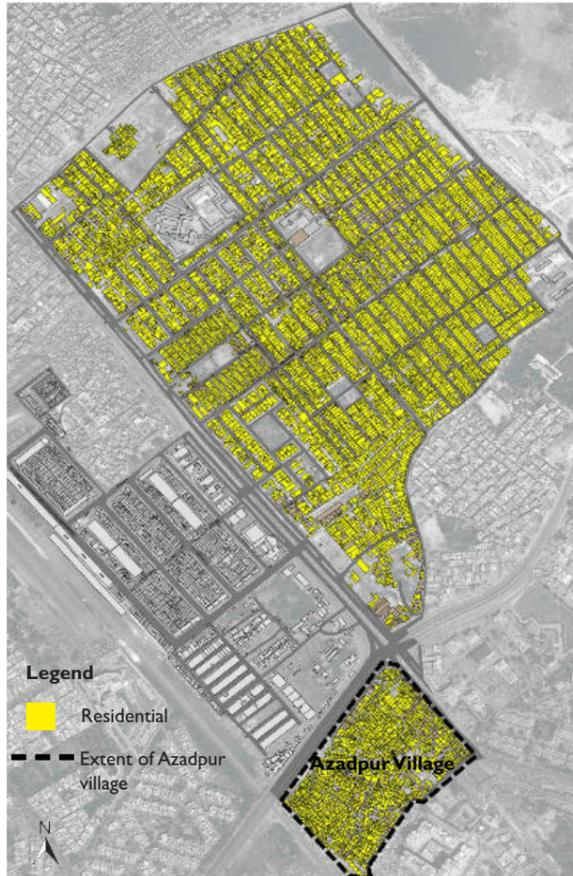 Legend
Residential
Extent of Azadpur
village
Azadpur Village
N